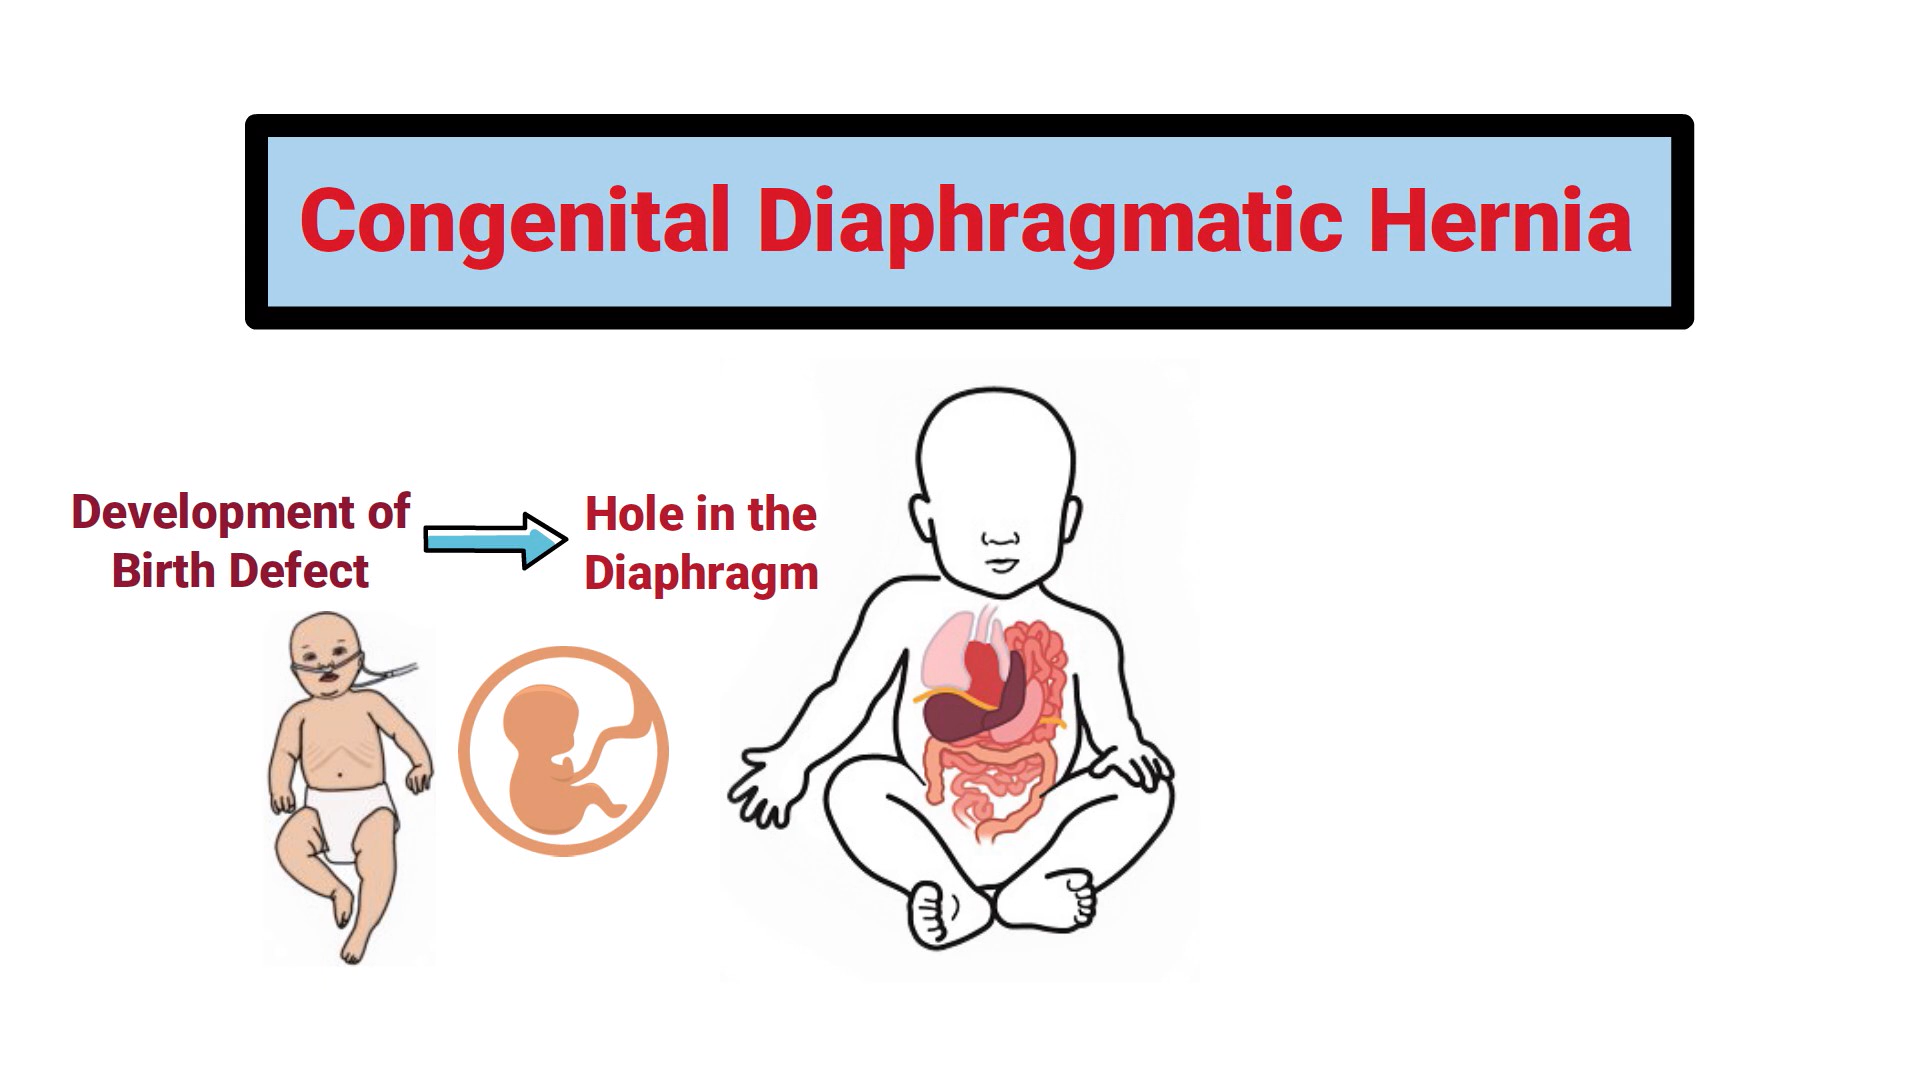 Congenital Diaphragmatic Hernia
Development of
Birth Defect
Hole in the
Diaphragm